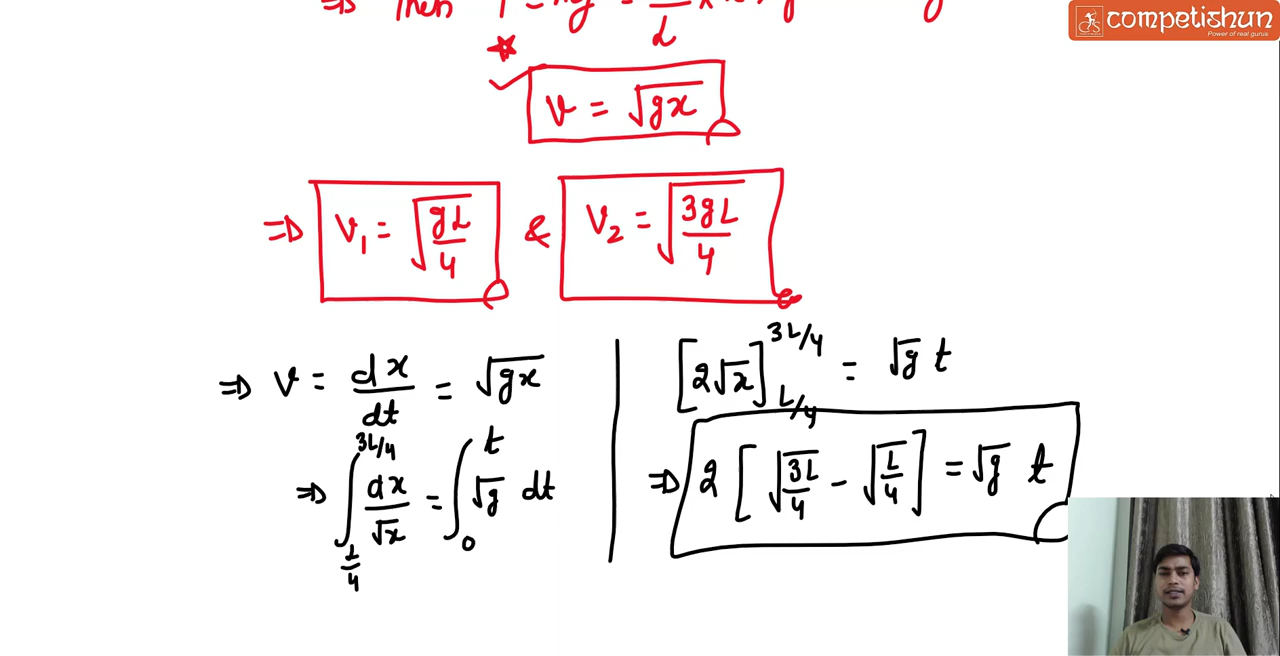 ⇒ Then
competishun
Power of real gurus
v = √gx
⇒ v₁ = √(gL/4) & v₂ = √(3gL/4)
⇒ v = dx/dt = √gx
⇒ ∫_{L/4}^{3L/4} dx/√x = ∫_0^t √g dt
[2√x]_{L/4}^{3L/4} = √g t
⇒ 2[√(3L/4) - √(L/4)] = √g t